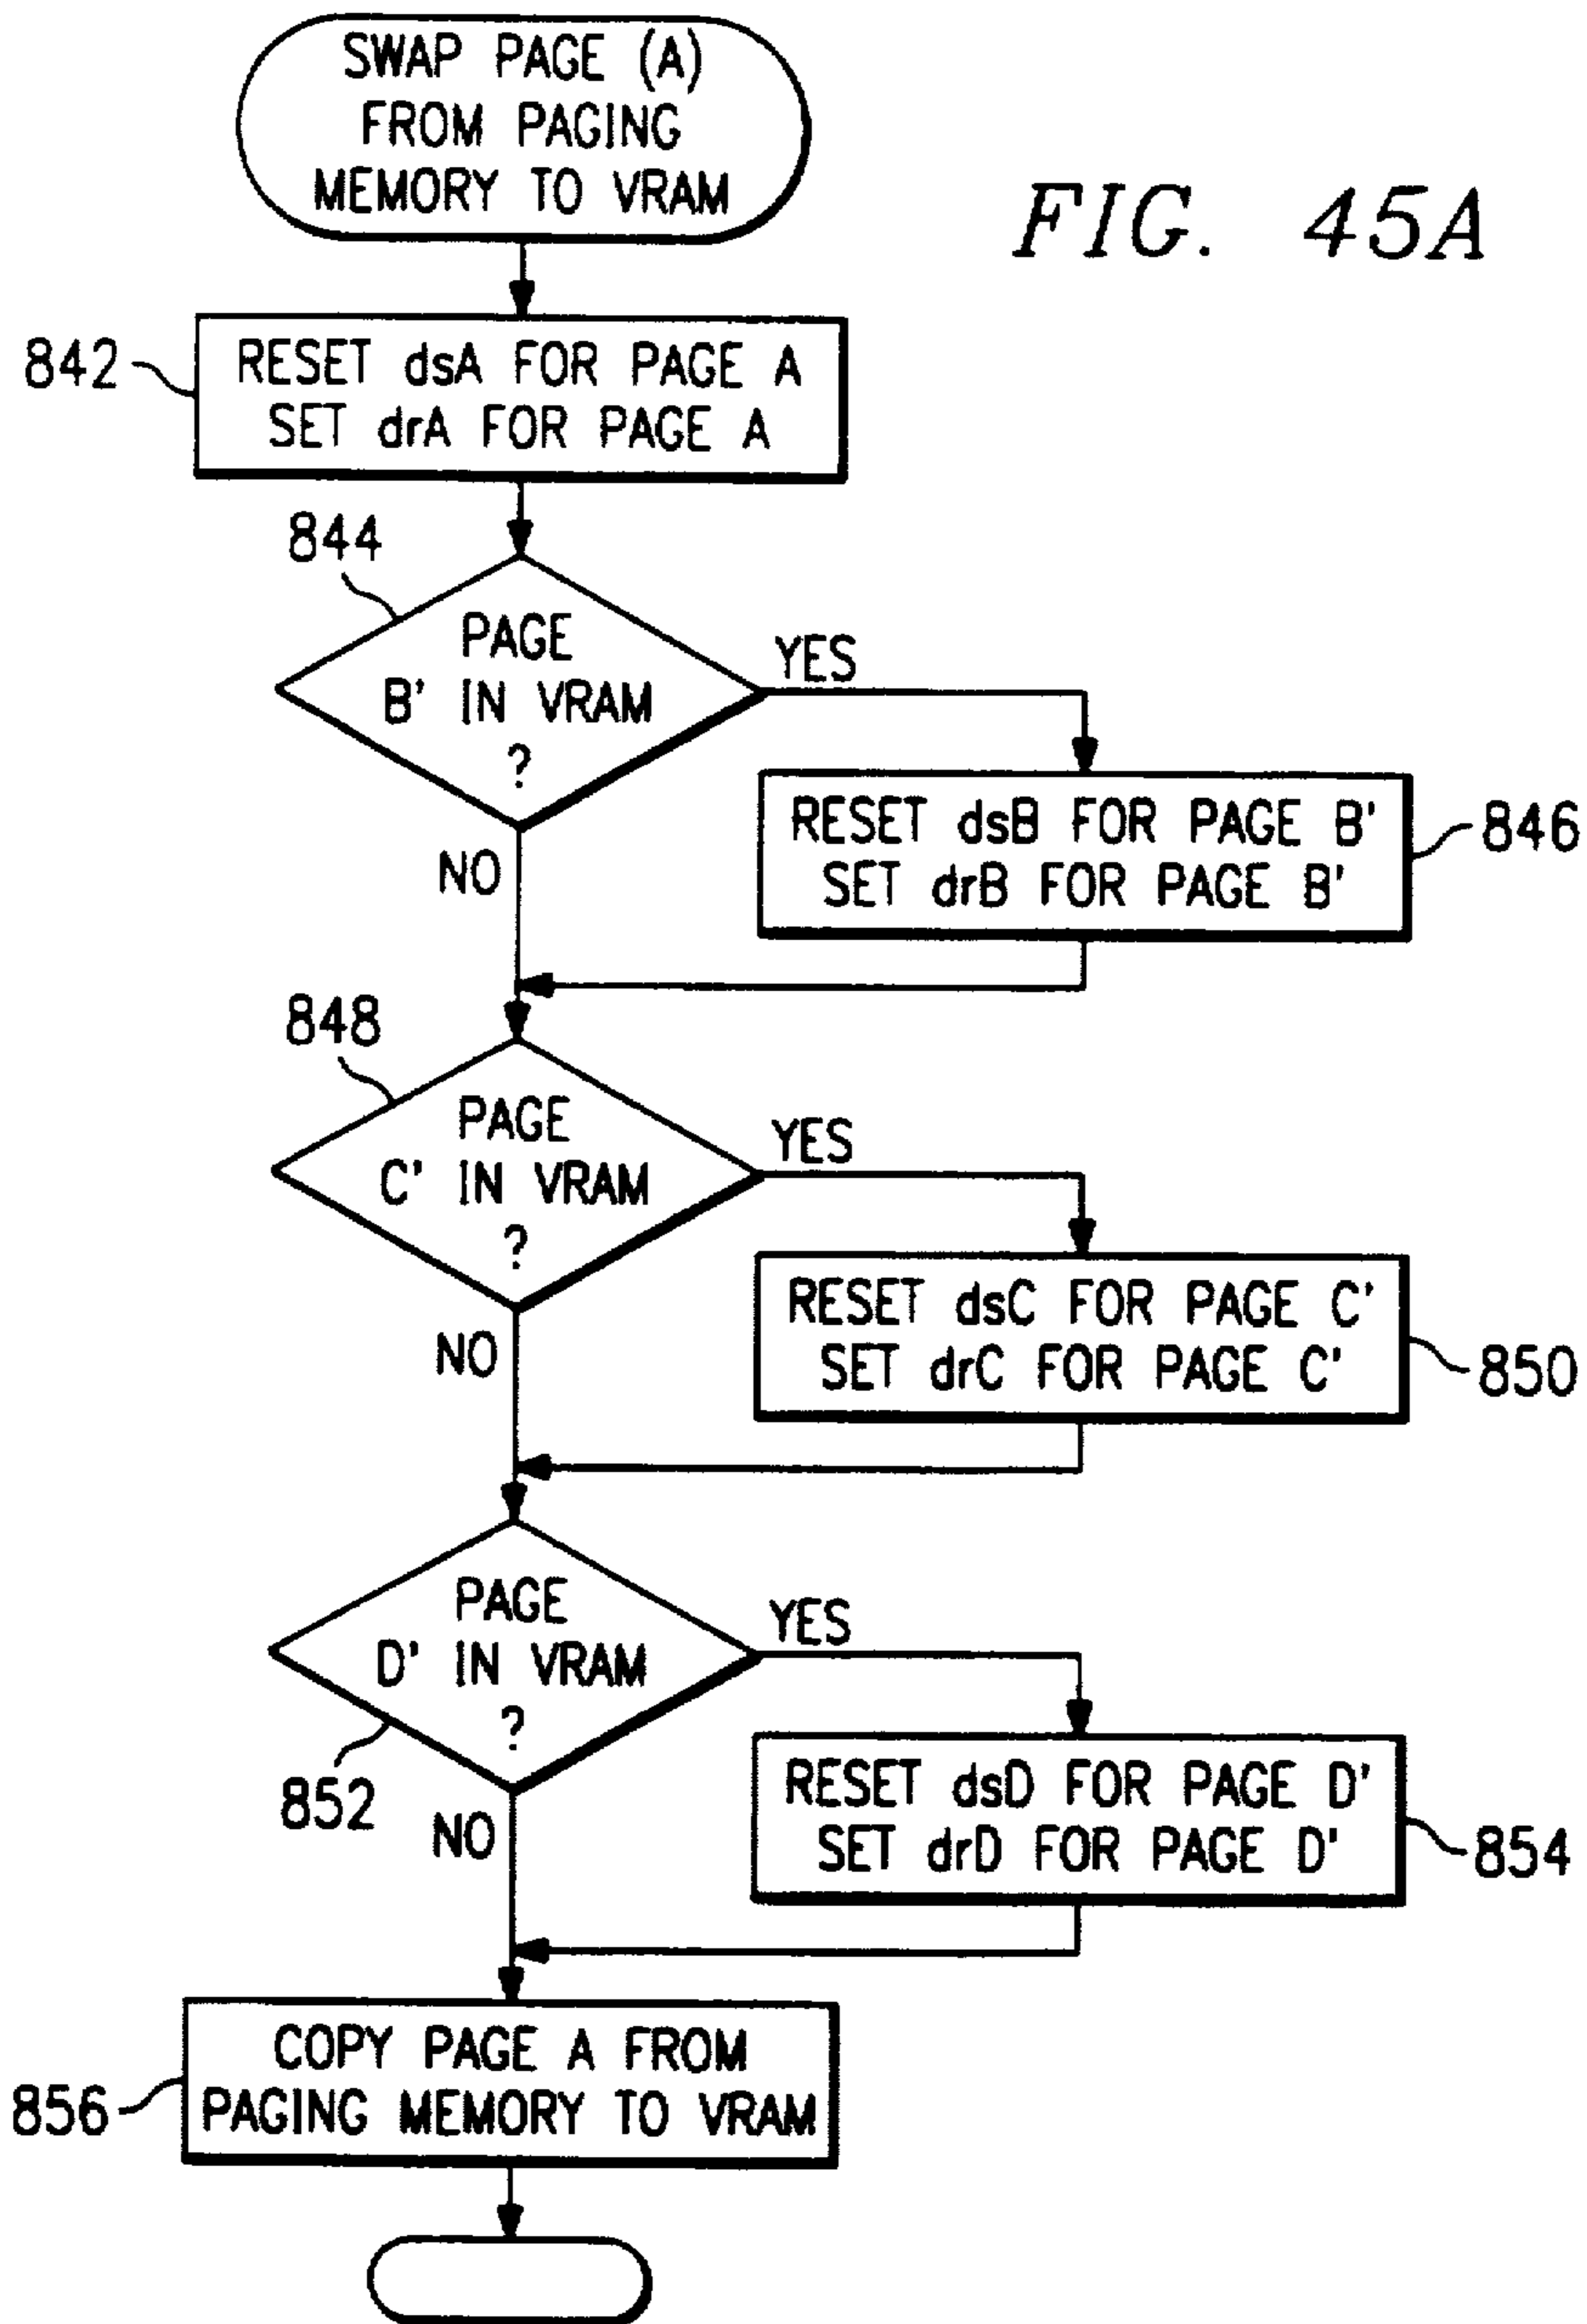 SWAP PAGE (A)
FROM PAGING
MEMORY TO VRAM
FIG. 45A
842
RESET dsA FOR PAGE A
SET drA FOR PAGE A
844
PAGE
B' IN VRAM
?
YES
NO
RESET dsB FOR PAGE B'
SET drB FOR PAGE B'
846
848
PAGE
C' IN VRAM
?
YES
NO
RESET dsC FOR PAGE C'
SET drC FOR PAGE C'
850
PAGE
D' IN VRAM
?
YES
852
NO
RESET dsD FOR PAGE D'
SET drD FOR PAGE D'
854
COPY PAGE A FROM
PAGING MEMORY TO VRAM
856